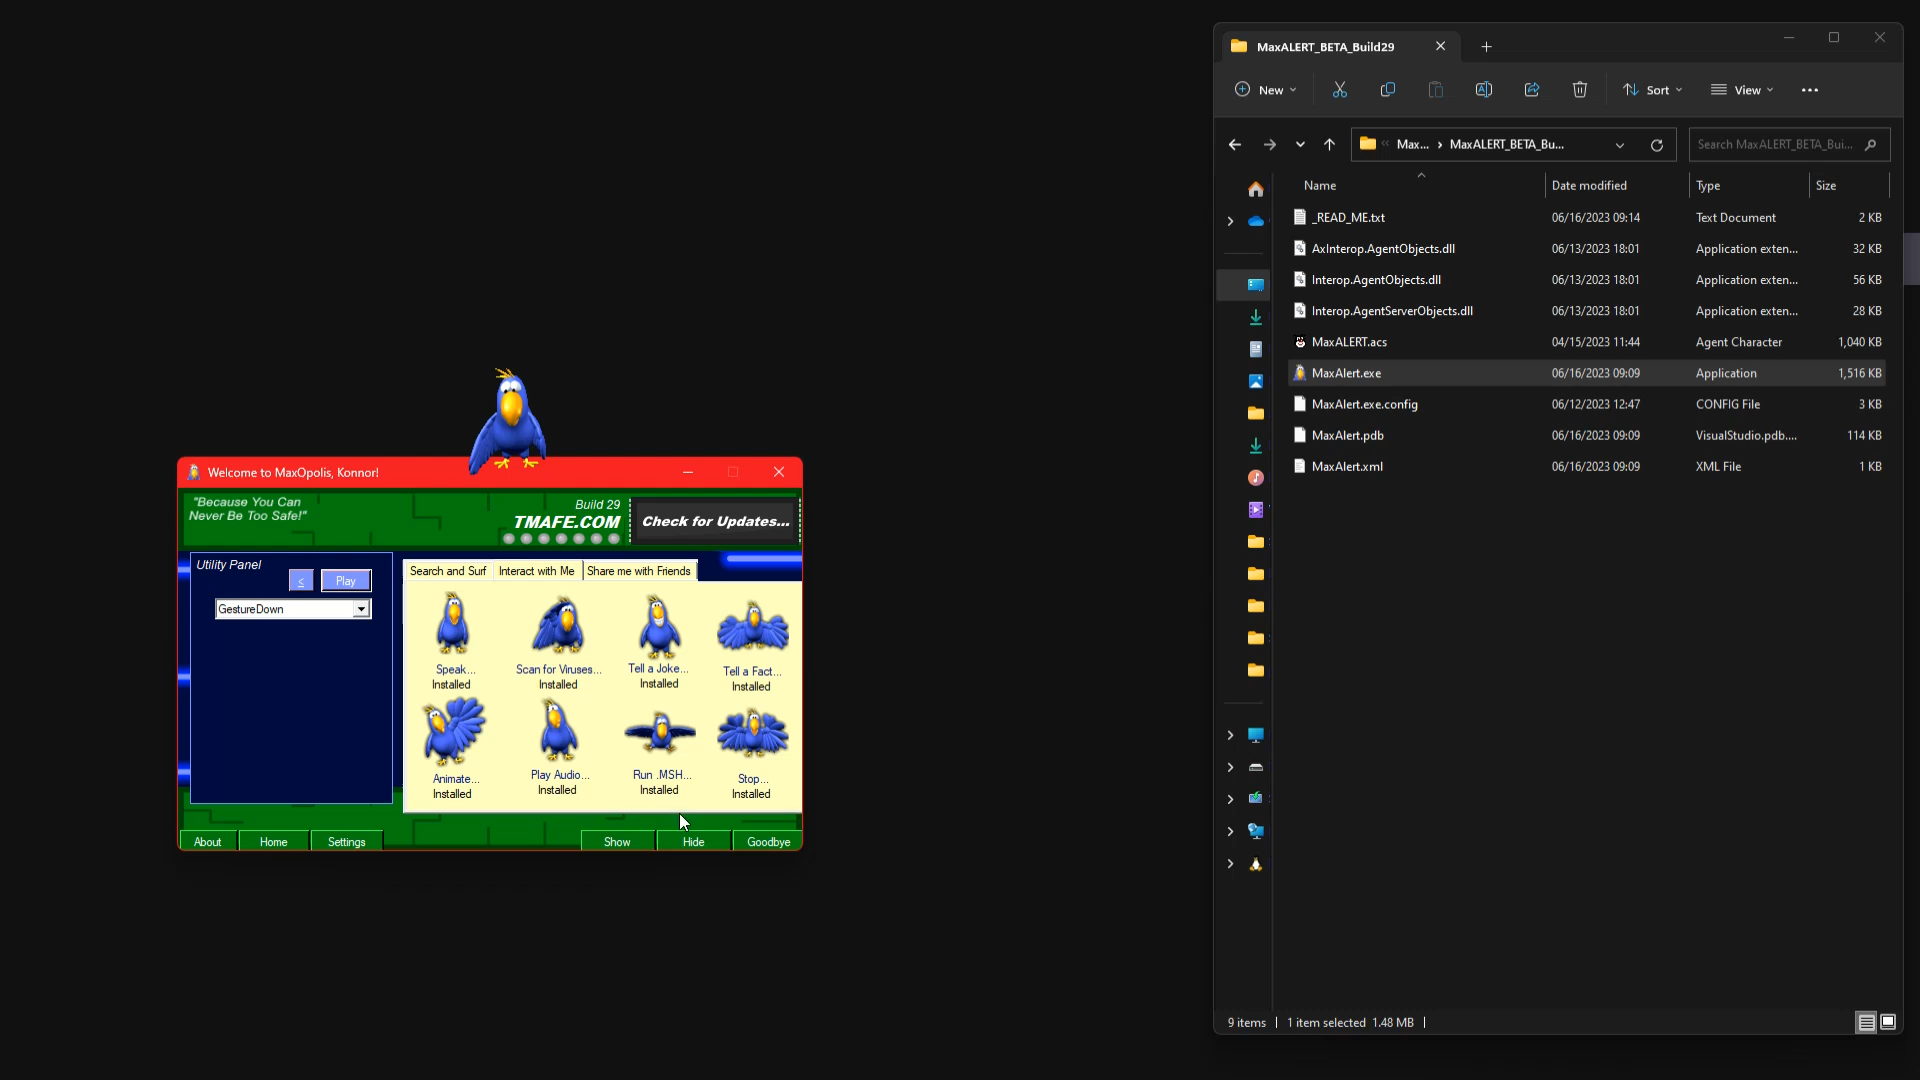 Welcome to MaxOpolis, Konnor!
"Because You Can
Never Be Too Safe!"
Build 29
TMAFE.COM
Check for Updates...
Utility Panel
<
Play
GestureDown
Search and Surf
Interact with Me
Share me with Friends
Speak...
Installed
Scan for Viruses...
Installed
Tell a Joke...
Installed
Tell a Fact...
Installed
Animate...
Installed
Play Audio...
Installed
Run .MSH...
Installed
Stop...
Installed
About
Home
Settings
Show
Hide
Goodbye
MaxALERT_BETA_Build29
New
Sort
View
Max... › MaxALERT_BETA_Bu...
Search MaxALERT_BETA_Bui...
Name Date modified Type Size
_READ_ME.txt 06/16/2023 09:14 Text Document 2 KB
AxInterop.AgentObjects.dll 06/13/2023 18:01 Application exten... 32 KB
Interop.AgentObjects.dll 06/13/2023 18:01 Application exten... 56 KB
Interop.AgentServerObjects.dll 06/13/2023 18:01 Application exten... 28 KB
MaxALERT.acs 04/15/2023 11:44 Agent Character 1,040 KB
MaxAlert.exe 06/16/2023 09:09 Application 1,516 KB
MaxAlert.exe.config 06/12/2023 12:47 CONFIG File 3 KB
MaxAlert.pdb 06/16/2023 09:09 VisualStudio.pdb.... 114 KB
MaxAlert.xml 06/16/2023 09:09 XML File 1 KB
9 items 1 item selected 1.48 MB